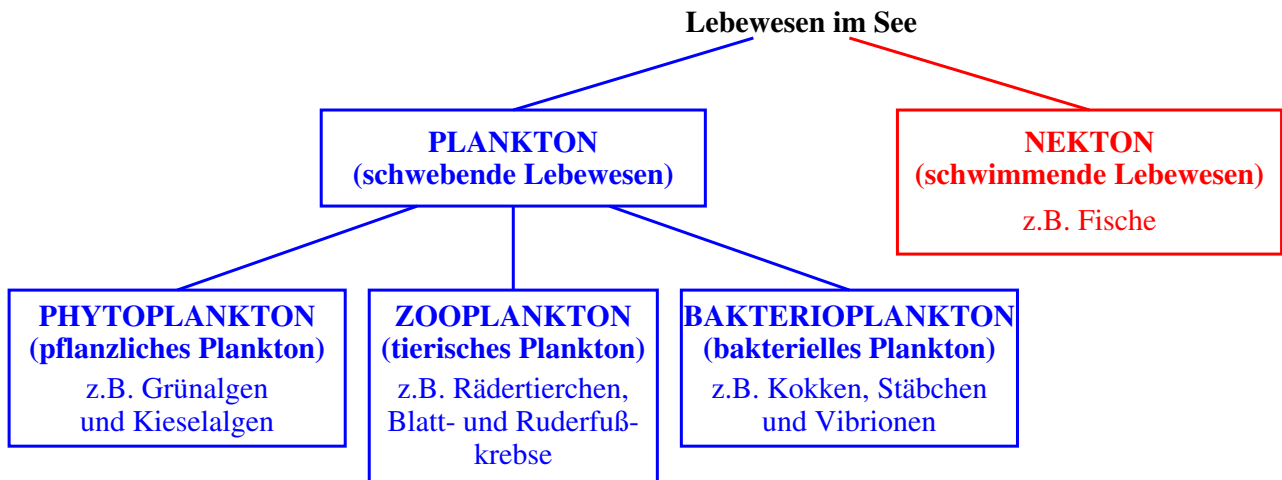 Lebewesen im See
PLANKTON
(schwebende Lebewesen)
NEKTON
(schwimmende Lebewesen)
z.B. Fische
PHYTOPLANKTON
(pflanzliches Plankton)
z.B. Grünalgen
und Kieselalgen
ZOOPLANKTON
(tierisches Plankton)
z.B. Rädertierchen,
Blatt- und Ruderfuß-
krebse
BAKTERIOPLANKTON
(bakterielles Plankton)
z.B. Kokken, Stäbchen
und Vibrionen